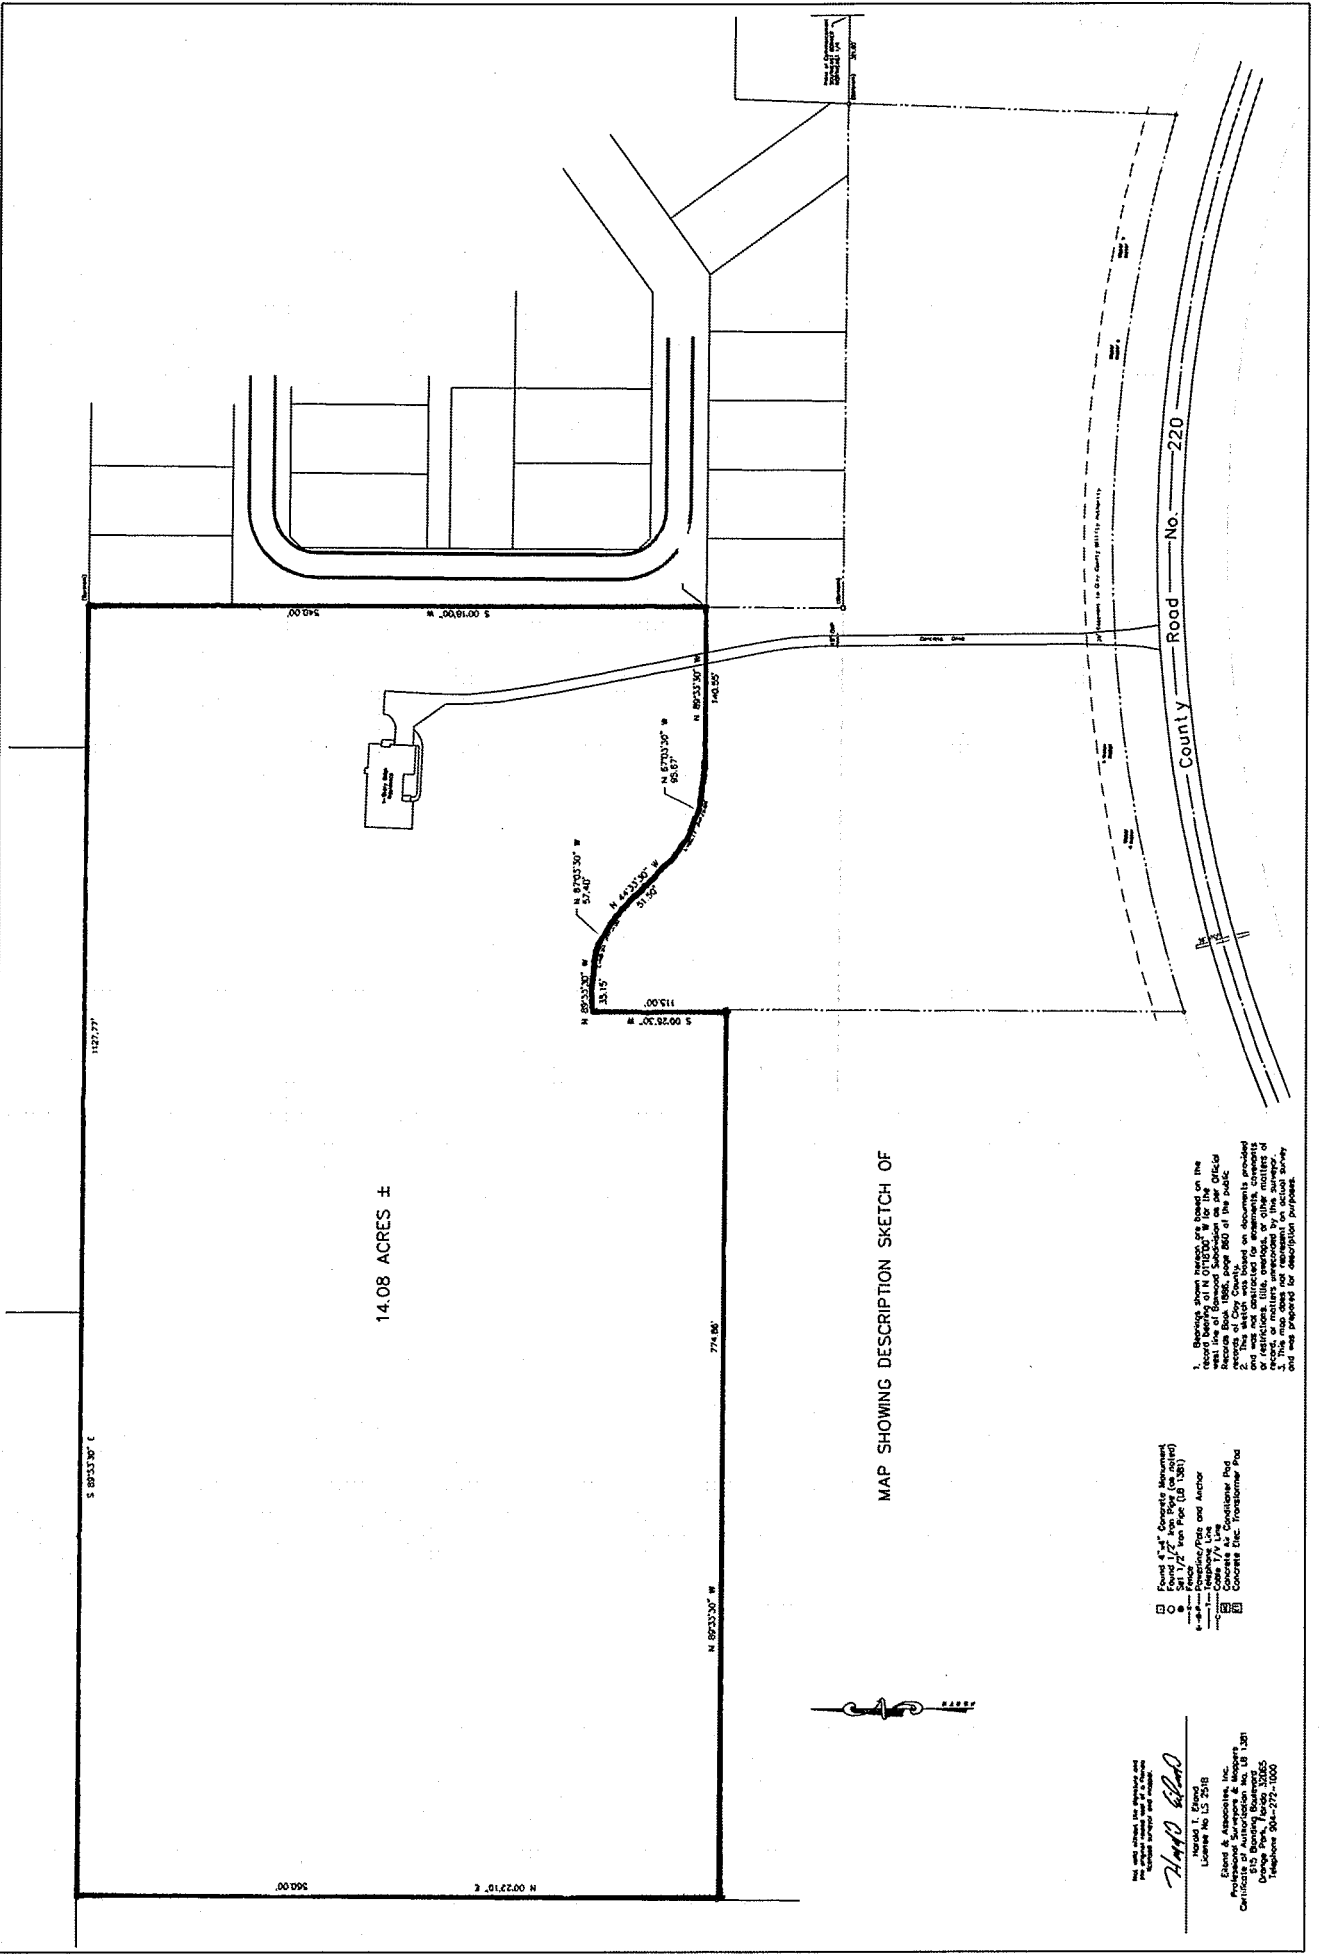 14.08 ACRES ±
MAP SHOWING DESCRIPTION SKETCH OF
S 89°33'30" E
1127.77'
S 00°18'00" W
540.00'
N 89°33'30" W
140.55'
N 67°03'30" W
95.67'
N 44°33'30" W
51.50'
N 67°03'30" W
57.40'
N 89°33'30" W
35.15'
S 00°26'30" W
115.00'
N 89°33'30" W
774.86'
N 00°23'10" E
560.00'
Concrete Drive
County Road No. 220
1. Bearings shown hereon are based on the
record bearing of N 01°18'00" W for the
west line of Subdivision as per Official
Records Book 1886, page 860 of the public
records of Clay County.
2. This sketch was based on documents provided
and was not abstracted for easements, covenants
or restrictions, title, overlaps, or other matters of
record, or matters unrecorded by this surveyor.
3. This map does not represent an actual survey
and was prepared for description purposes.
Found 4"x4" Concrete Monument
Found 1/2" Iron Pipe (as noted)
Set 1/2" Iron Pipe (LB 1381)
Fence
Powerline/Pole and Anchor
Telephone Line
Cable T/V Line
Concrete Air Conditioner Pad
Concrete Elec. Transformer Pad
Harold T. Eiland
License No LS 2518
Eiland & Associates, Inc.
Professional Surveyors & Mappers
Certificate of Authorization No. LB 1381
615 Blanding Boulevard
Orange Park, Florida 32065
Telephone 904-272-1000